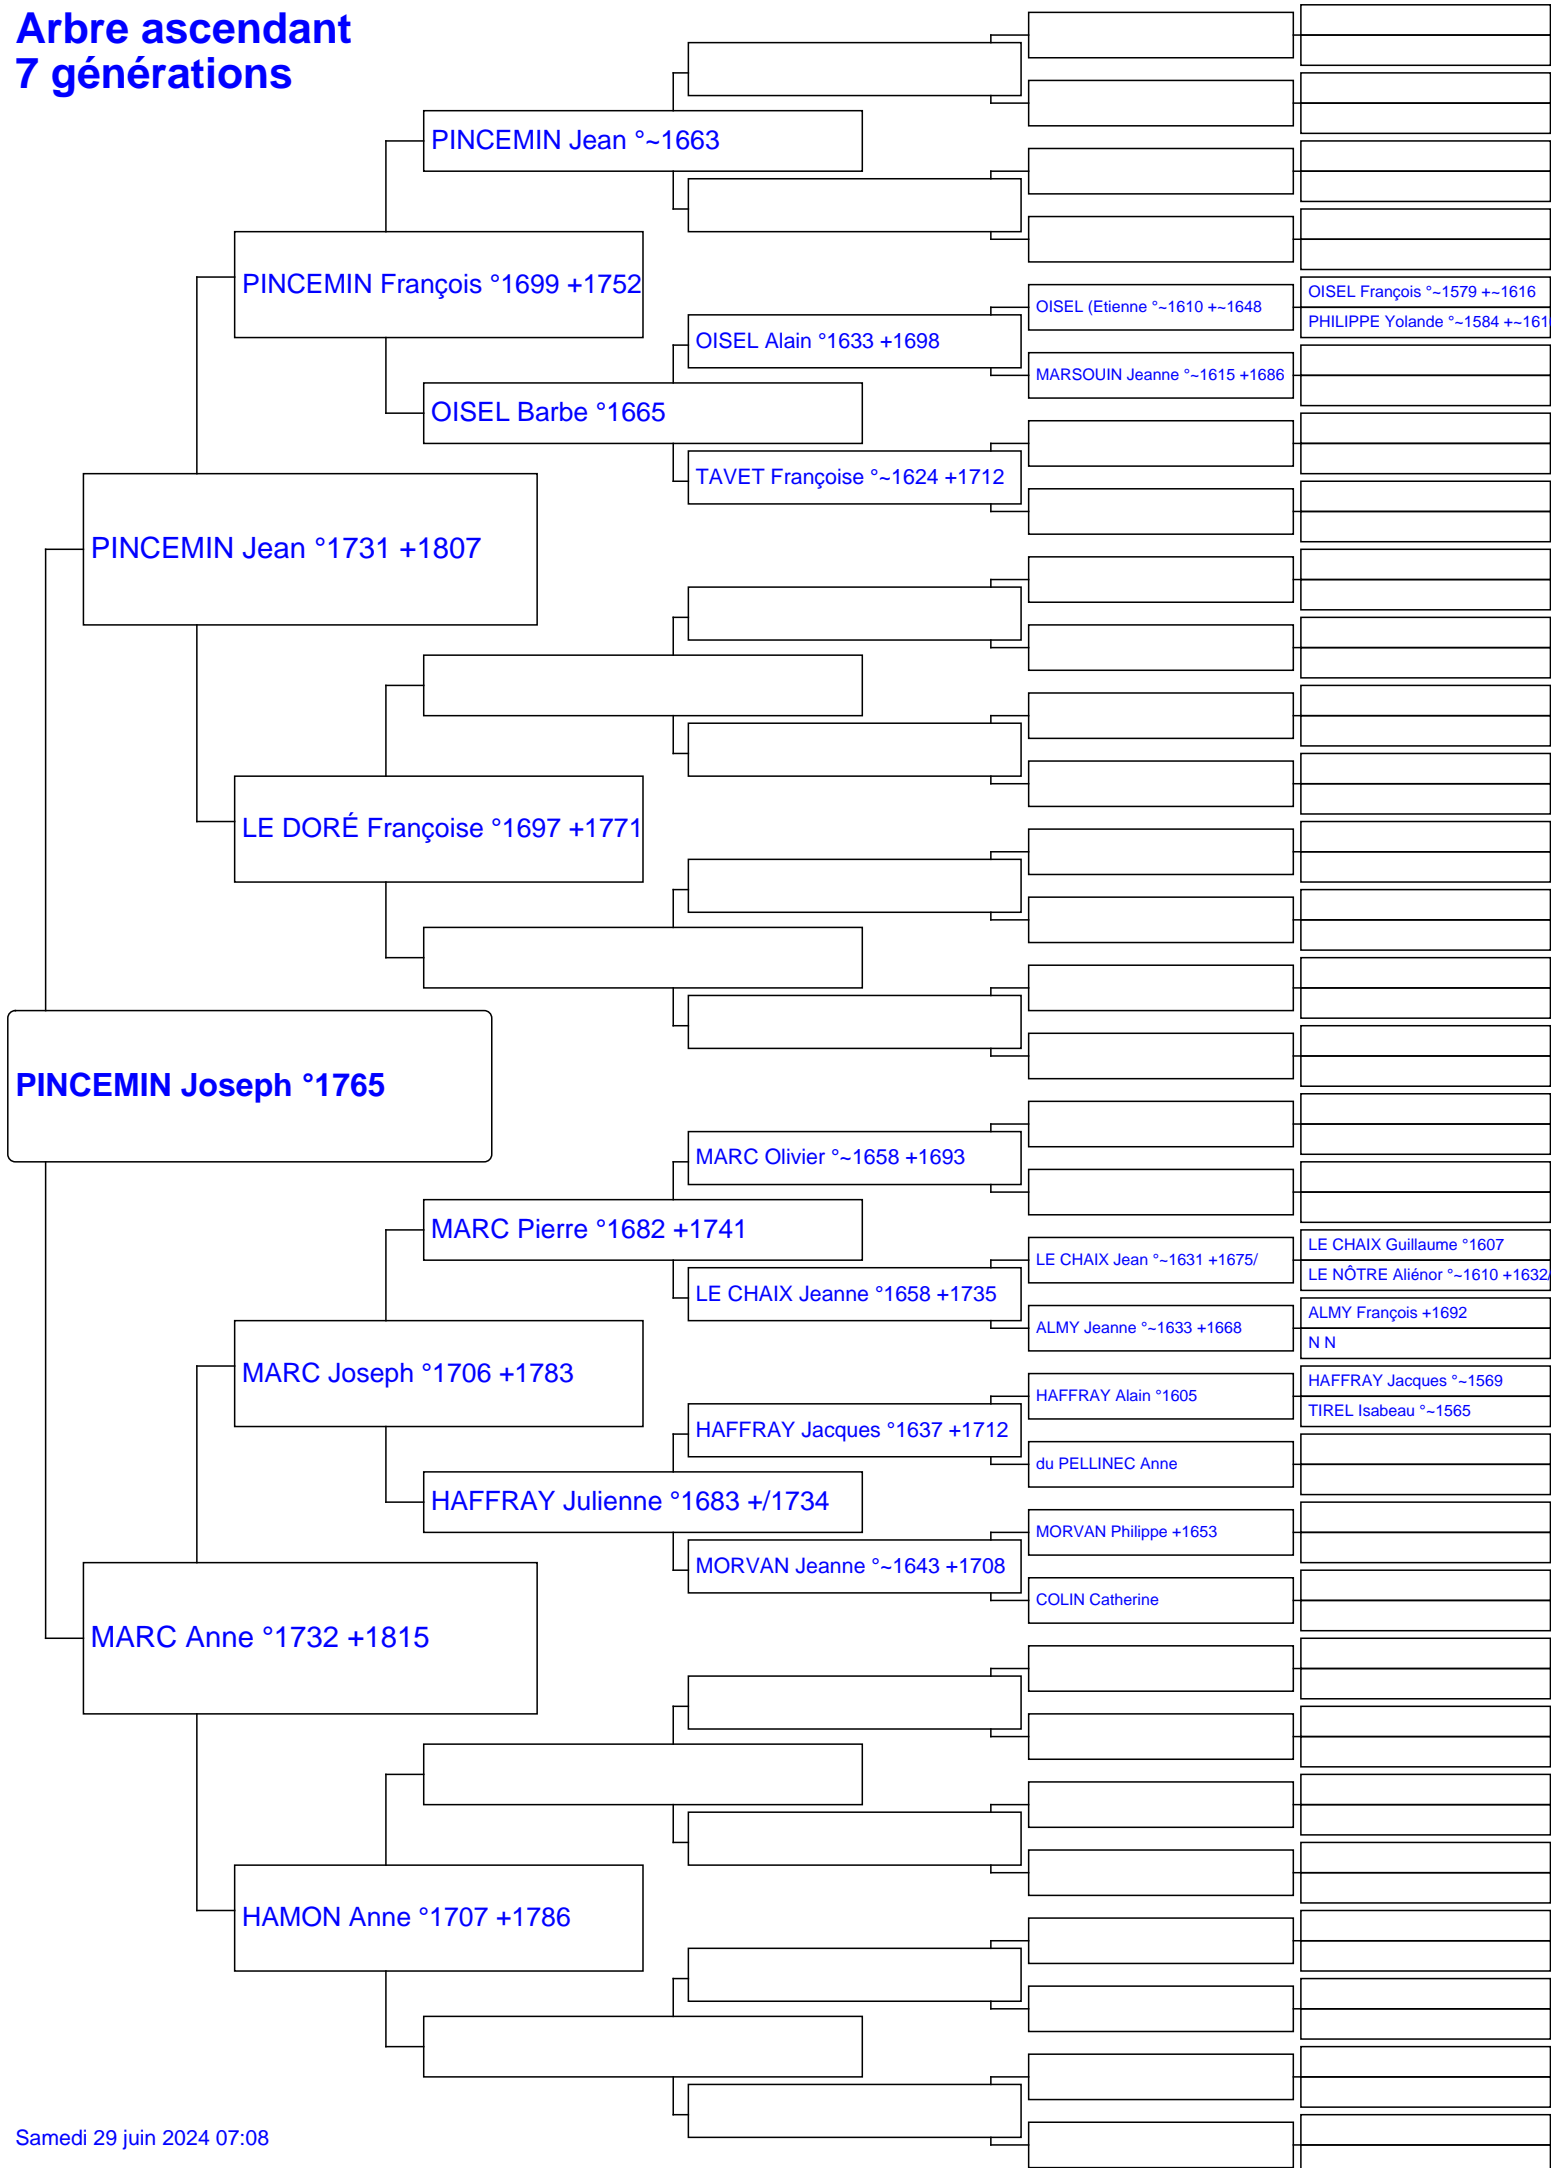 Arbre ascendant
7 générations
PINCEMIN Jean °~1663
PINCEMIN François °1699 +1752
OISEL (Etienne °~1610 +~1648
OISEL François °~1579 +~1616
PHILIPPE Yolande °~1584 +~161
OISEL Alain °1633 +1698
MARSOUIN Jeanne °~1615 +1686
OISEL Barbe °1665
TAVET Françoise °~1624 +1712
PINCEMIN Jean °1731 +1807
LE DORÉ Françoise °1697 +1771
PINCEMIN Joseph °1765
MARC Olivier °~1658 +1693
MARC Pierre °1682 +1741
LE CHAIX Jean °~1631 +1675/
LE CHAIX Guillaume °1607
LE NÔTRE Aliénor °~1610 +1632/
LE CHAIX Jeanne °1658 +1735
ALMY Jeanne °~1633 +1668
ALMY François +1692
N N
MARC Joseph °1706 +1783
HAFFRAY Alain °1605
HAFFRAY Jacques °~1569
TIREL Isabeau °~1565
HAFFRAY Jacques °1637 +1712
du PELLINEC Anne
HAFFRAY Julienne °1683 +/1734
MORVAN Philippe +1653
MORVAN Jeanne °~1643 +1708
COLIN Catherine
MARC Anne °1732 +1815
HAMON Anne °1707 +1786
Samedi 29 juin 2024 07:08